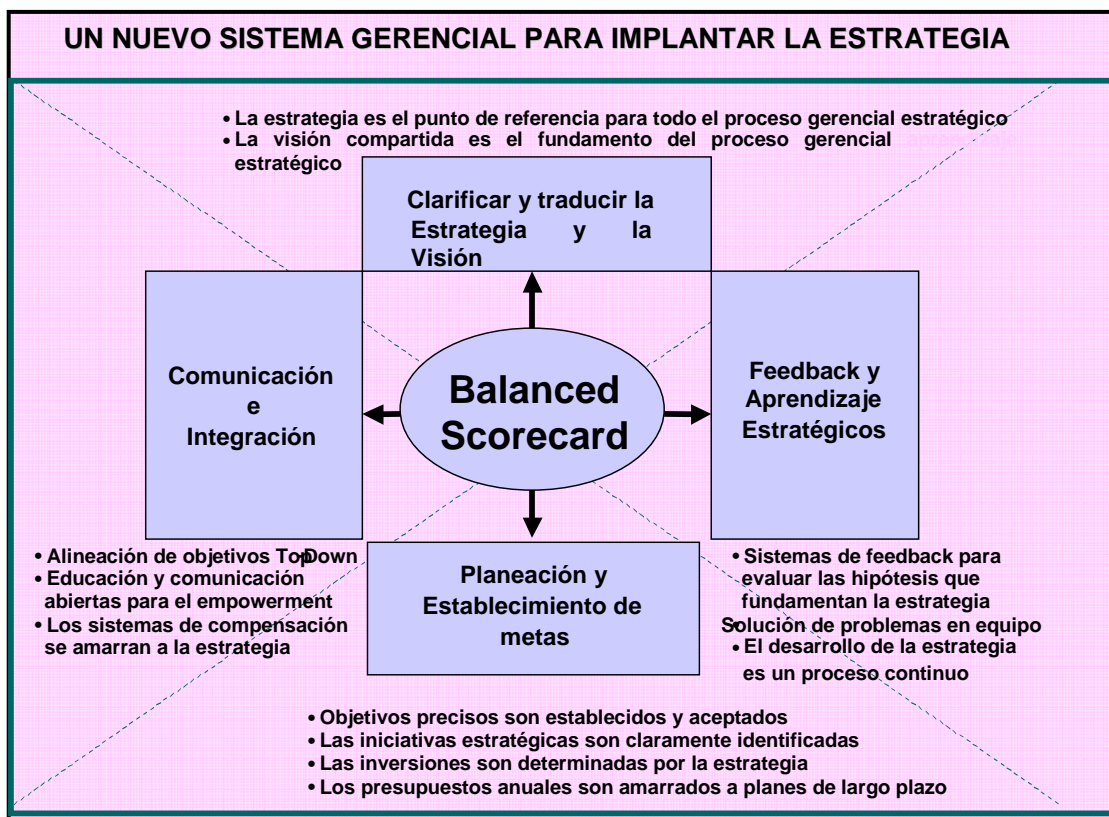 UN NUEVO SISTEMA GERENCIAL PARA IMPLANTAR LA ESTRATEGIA
• La estrategia es el punto de referencia para todo el proceso gerencial estratégico
• La visión compartida es el fundamento del proceso gerencial aprendizaje
estratégico
Clarificar y traducir la
Estrategia y la
Visión
Comunicación
e
Integración
Balanced
Scorecard
Feedback y
Aprendizaje
Estratégicos
• Alineación de objetivos Top-Down
• Educación y comunicación
abiertas para el empowerment
• Los sistemas de compensación
se amarran a la estrategia
Planeación y
Establecimiento de
metas
• Sistemas de feedback para
evaluar las hipótesis que
fundamentan la estrategia
• Solución de problemas en equipo
• El desarrollo de la estrategia
es un proceso continuo
• Objetivos precisos son establecidos y aceptados
• Las iniciativas estratégicas son claramente identificadas
• Las inversiones son determinadas por la estrategia
• Los presupuestos anuales son amarrados a planes de largo plazo